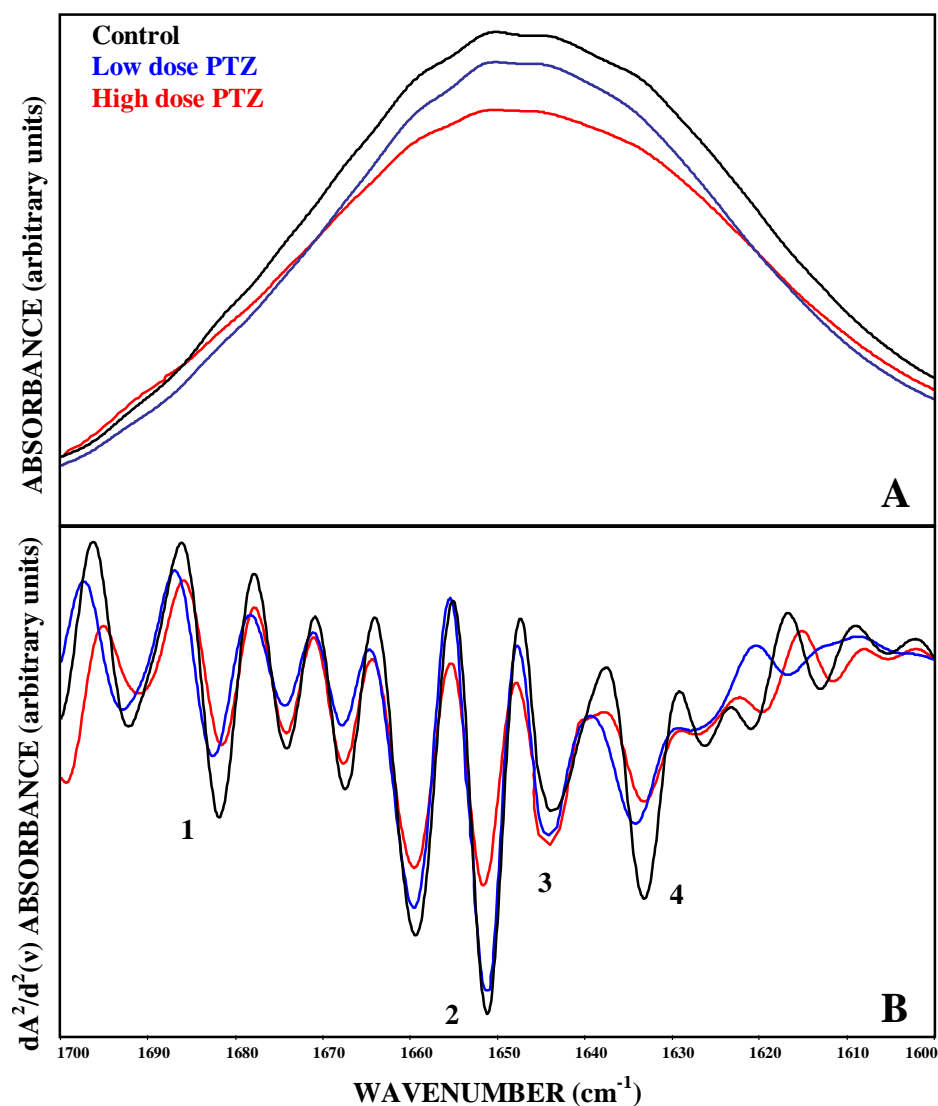 Control
Low dose PTZ
High dose PTZ
ABSORBANCE (arbitrary units)
A
dA²/d²(ν) ABSORBANCE (arbitrary units)
1
2
3
4
B
1700 1690 1680 1670 1660 1650 1640 1630 1620 1610 1600
WAVENUMBER (cm⁻¹)